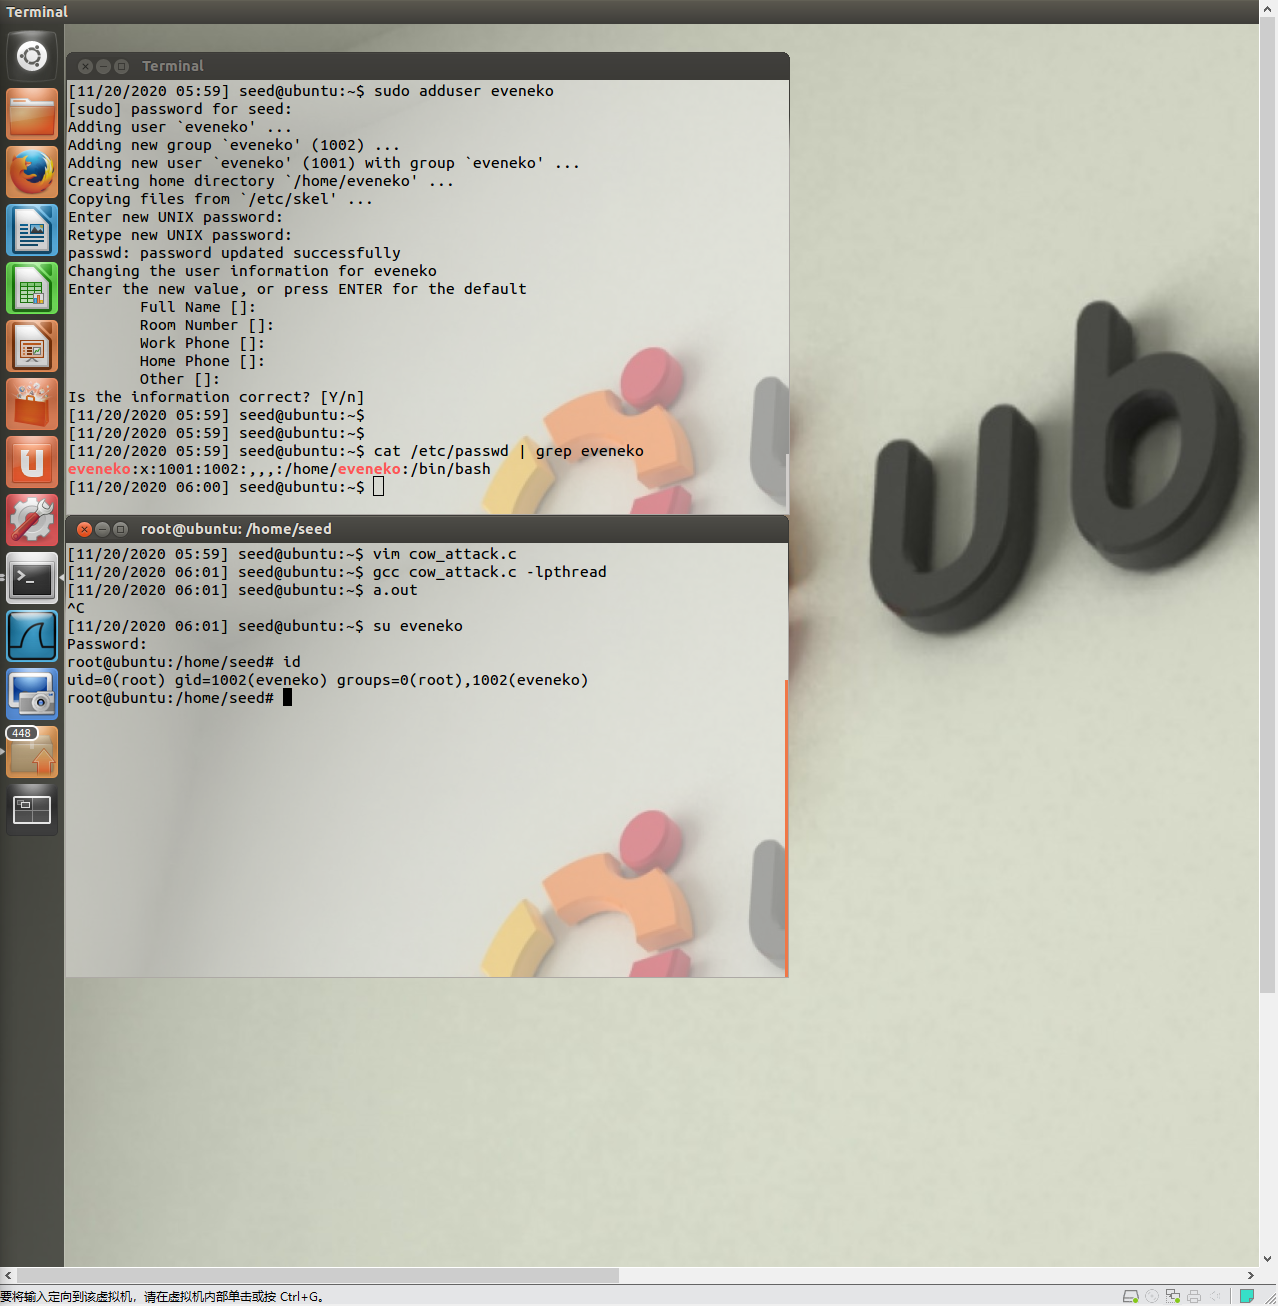 Terminal
Terminal
[11/20/2020 05:59] seed@ubuntu:~$ sudo adduser eveneko
[sudo] password for seed:
Adding user `eveneko' ...
Adding new group `eveneko' (1002) ...
Adding new user `eveneko' (1001) with group `eveneko' ...
Creating home directory `/home/eveneko' ...
Copying files from `/etc/skel' ...
Enter new UNIX password:
Retype new UNIX password:
passwd: password updated successfully
Changing the user information for eveneko
Enter the new value, or press ENTER for the default
Full Name []:
Room Number []:
Work Phone []:
Home Phone []:
Other []:
Is the information correct? [Y/n]
[11/20/2020 05:59] seed@ubuntu:~$
[11/20/2020 05:59] seed@ubuntu:~$
[11/20/2020 05:59] seed@ubuntu:~$ cat /etc/passwd | grep eveneko
eveneko:x:1001:1002:,,,:/home/eveneko:/bin/bash
[11/20/2020 06:00] seed@ubuntu:~$
root@ubuntu: /home/seed
[11/20/2020 05:59] seed@ubuntu:~$ vim cow_attack.c
[11/20/2020 06:01] seed@ubuntu:~$ gcc cow_attack.c -lpthread
[11/20/2020 06:01] seed@ubuntu:~$ a.out
^C
[11/20/2020 06:01] seed@ubuntu:~$ su eveneko
Password:
root@ubuntu:/home/seed# id
uid=0(root) gid=1002(eveneko) groups=0(root),1002(eveneko)
root@ubuntu:/home/seed#
448
ub
要将输入定向到该虚拟机，请在虚拟机内部单击或按 Ctrl+G。